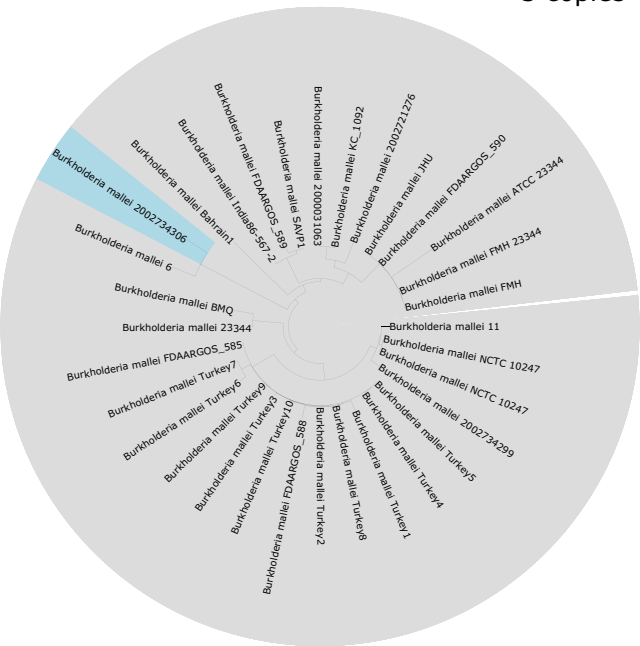 copies
Burkholderia mallei 2002734306
Burkholderia mallei Bahrain1
Burkholderia mallei India86-567-2
Burkholderia mallei FDAARGOS_589
Burkholderia mallei SAVP1
Burkholderia mallei 2000031063
Burkholderia mallei KC_1092
Burkholderia mallei 2002721276
Burkholderia mallei JHU
Burkholderia mallei FDAARGOS_590
Burkholderia mallei ATCC 23344
Burkholderia mallei FMH 23344
Burkholderia mallei FMH
Burkholderia mallei 11
Burkholderia mallei NCTC 10247
Burkholderia mallei NCTC 10247
Burkholderia mallei 2002734299
Burkholderia mallei Turkey5
Burkholderia mallei Turkey4
Burkholderia mallei Turkey1
Burkholderia mallei Turkey8
Burkholderia mallei Turkey2
Burkholderia mallei FDAARGOS_588
Burkholderia mallei Turkey10
Burkholderia mallei Turkey3
Burkholderia mallei Turkey9
Burkholderia mallei Turkey6
Burkholderia mallei Turkey7
Burkholderia mallei FDAARGOS_585
Burkholderia mallei 23344
Burkholderia mallei BMQ
Burkholderia mallei 6